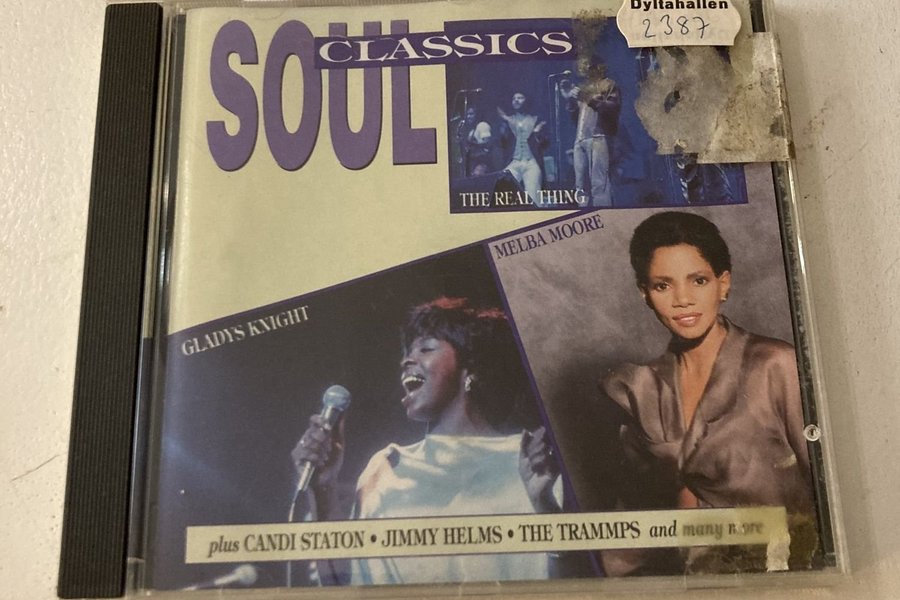 Dyltahallen
2387
SOUL
CLASSICS
THE REAL THING
MELBA MOORE
GLADYS KNIGHT
plus CANDI STATON • JIMMY HELMS • THE TRAMMPS and many more